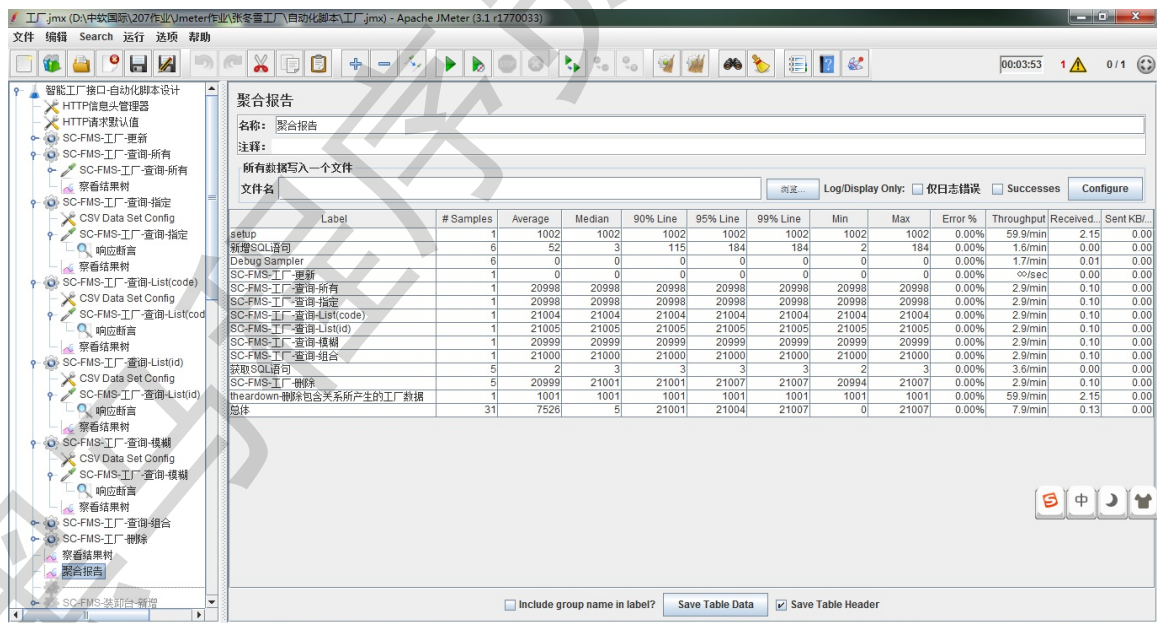 工厂.jmx (D:\中软国际\207作业\Jmeter作业\张冬雪工厂\自动化脚本\工厂.jmx) - Apache JMeter (3.1 r1770033)
文件 编辑 Search 运行 选项 帮助
00:03:53 1 0 / 1
智能工厂接口-自动化脚本设计
HTTP信息头管理器
HTTP请求默认值
SC-FMS-工厂-更新
SC-FMS-工厂-查询-所有
SC-FMS-工厂-查询-所有
察看结果树
SC-FMS-工厂-查询-指定
CSV Data Set Config
SC-FMS-工厂-查询-指定
响应断言
察看结果树
SC-FMS-工厂-查询-List(code)
CSV Data Set Config
SC-FMS-工厂-查询-List(cod
响应断言
察看结果树
SC-FMS-工厂-查询-List(id)
CSV Data Set Config
SC-FMS-工厂-查询-List(id)
响应断言
察看结果树
SC-FMS-工厂-查询-模糊
CSV Data Set Config
SC-FMS-工厂-查询-模糊
响应断言
察看结果树
SC-FMS-工厂-查询-组合
SC-FMS-工厂-删除
察看结果树
聚合报告
SC-FMS-装卸台-新增
聚合报告
名称： 聚合报告
注释：
所有数据写入一个文件
文件名 浏览... Log/Display Only: 仅日志错误 Successes Configure
Label # Samples Average Median 90% Line 95% Line 99% Line Min Max Error % Throughput Received... Sent KB/...
setup 1 1002 1002 1002 1002 1002 1002 1002 0.00% 59.9/min 2.15 0.00
新增SQL语句 6 52 3 115 184 184 2 184 0.00% 1.6/min 0.00 0.00
Debug Sampler 6 0 0 0 0 0 0 0 0.00% 1.7/min 0.01 0.00
SC-FMS-工厂-更新 1 0 0 0 0 0 0 0 0.00% ∞/sec 0.00 0.00
SC-FMS-工厂-查询-所有 1 20998 20998 20998 20998 20998 20998 20998 0.00% 2.9/min 0.10 0.00
SC-FMS-工厂-查询-指定 1 20998 20998 20998 20998 20998 20998 20998 0.00% 2.9/min 0.10 0.00
SC-FMS-工厂-查询-List(code) 1 21004 21004 21004 21004 21004 21004 21004 0.00% 2.9/min 0.10 0.00
SC-FMS-工厂-查询-List(id) 1 21005 21005 21005 21005 21005 21005 21005 0.00% 2.9/min 0.10 0.00
SC-FMS-工厂-查询-模糊 1 20999 20999 20999 20999 20999 20999 20999 0.00% 2.9/min 0.10 0.00
SC-FMS-工厂-查询-组合 1 21000 21000 21000 21000 21000 21000 21000 0.00% 2.9/min 0.10 0.00
获取SQL语句 5 2 3 3 3 3 2 3 0.00% 3.6/min 0.00 0.00
SC-FMS-工厂-删除 5 20999 21001 21001 21007 21007 20994 21007 0.00% 2.9/min 0.10 0.00
theardown-删除包含关系所产生的工厂数据 1 1001 1001 1001 1001 1001 1001 1001 0.00% 59.9/min 2.15 0.00
总体 31 7526 5 21001 21004 21007 0 21007 0.00% 7.9/min 0.13 0.00
中
Include group name in label? Save Table Data Save Table Header